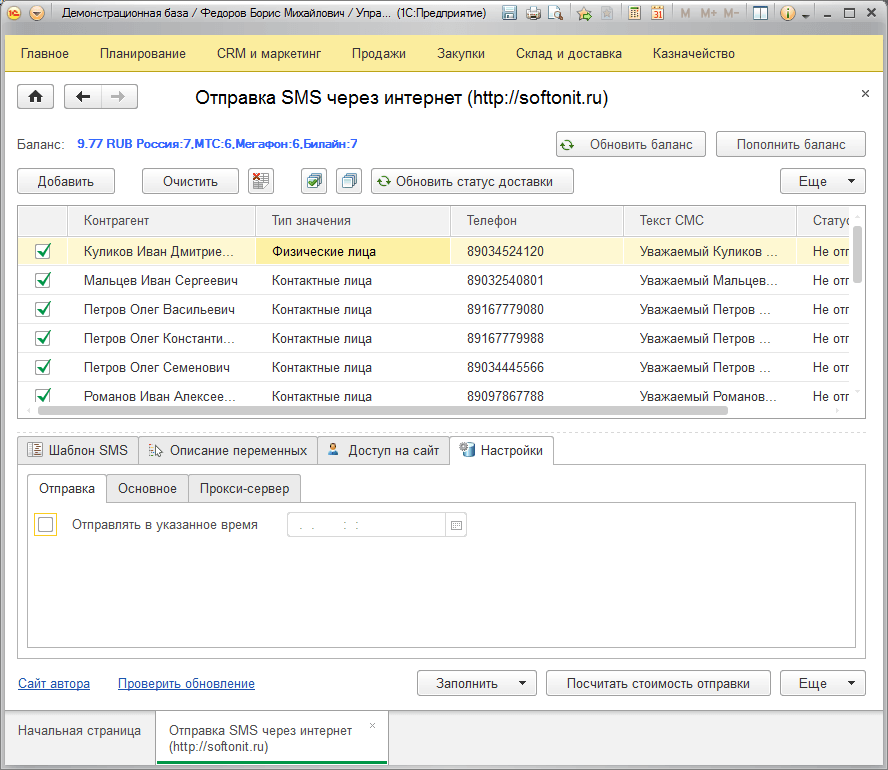 Демонстрационная база / Федоров Борис Михайлович / Упра... (1С:Предприятие)
M M+ M-
Главное Планирование CRM и маркетинг Продажи Закупки Склад и доставка Казначейство
Отправка SMS через интернет (http://softonit.ru)
Баланс: 9.77 RUB Россия:7,МТС:6,Мегафон:6,Билайн:7 Обновить баланс Пополнить баланс
Добавить Очистить Обновить статус доставки Еще
Контрагент Тип значения Телефон Текст СМС Статус
Куликов Иван Дмитрие... Физические лица 89034524120 Уважаемый Куликов ... Не отп
Мальцев Иван Сергеевич Контактные лица 89032540801 Уважаемый Мальцев... Не отп
Петров Олег Васильевич Контактные лица 89167779080 Уважаемый Петров ... Не отп
Петров Олег Константи... Контактные лица 89167779988 Уважаемый Петров ... Не отп
Петров Олег Семенович Контактные лица 89034445566 Уважаемый Петров ... Не отп
Романов Иван Алексее... Контактные лица 89097867788 Уважаемый Романов... Не отп
Шаблон SMS Описание переменных Доступ на сайт Настройки
Отправка Основное Прокси-сервер
Отправлять в указанное время . . : :
Сайт автора Проверить обновление Заполнить Посчитать стоимость отправки Еще
Начальная страница Отправка SMS через интернет
(http://softonit.ru)